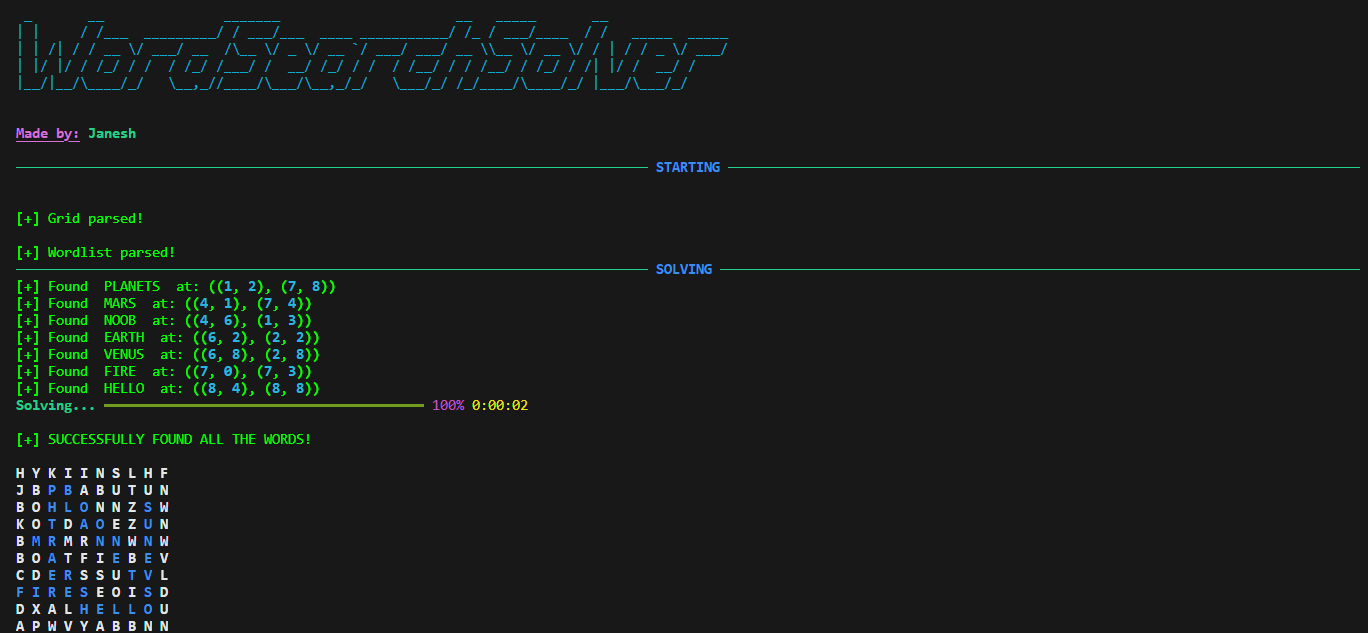 WordSearchSolver
Made by: Janesh
STARTING
[+] Grid parsed!
[+] Wordlist parsed!
SOLVING
[+] Found  PLANETS  at: ((1, 2), (7, 8))
[+] Found  MARS  at: ((4, 1), (7, 4))
[+] Found  NOOB  at: ((4, 6), (1, 3))
[+] Found  EARTH  at: ((6, 2), (2, 2))
[+] Found  VENUS  at: ((6, 8), (2, 8))
[+] Found  FIRE  at: ((7, 0), (7, 3))
[+] Found  HELLO  at: ((8, 4), (8, 8))
Solving... 100% 0:00:02
[+] SUCCESSFULLY FOUND ALL THE WORDS!
H Y K I I N S L H F
J B P B A B U T U N
B O H L O N N Z S W
K O T D A O E Z U N
B M R M R N N W N W
B O A T F I E B E V
C D E R S S U T V L
F I R E S E O I S D
D X A L H E L L O U
A P W V Y A B B N N